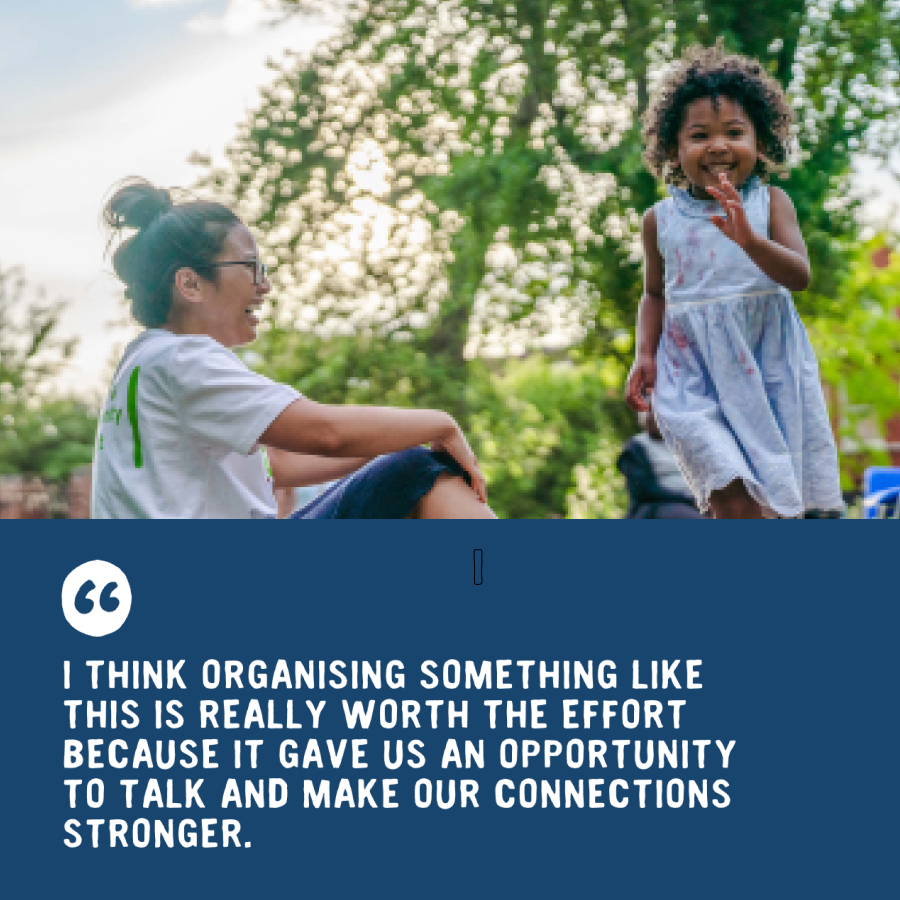 “
I THINK ORGANISING SOMETHING LIKE
THIS IS REALLY WORTH THE EFFORT
BECAUSE IT GAVE US AN OPPORTUNITY
TO TALK AND MAKE OUR CONNECTIONS
STRONGER.